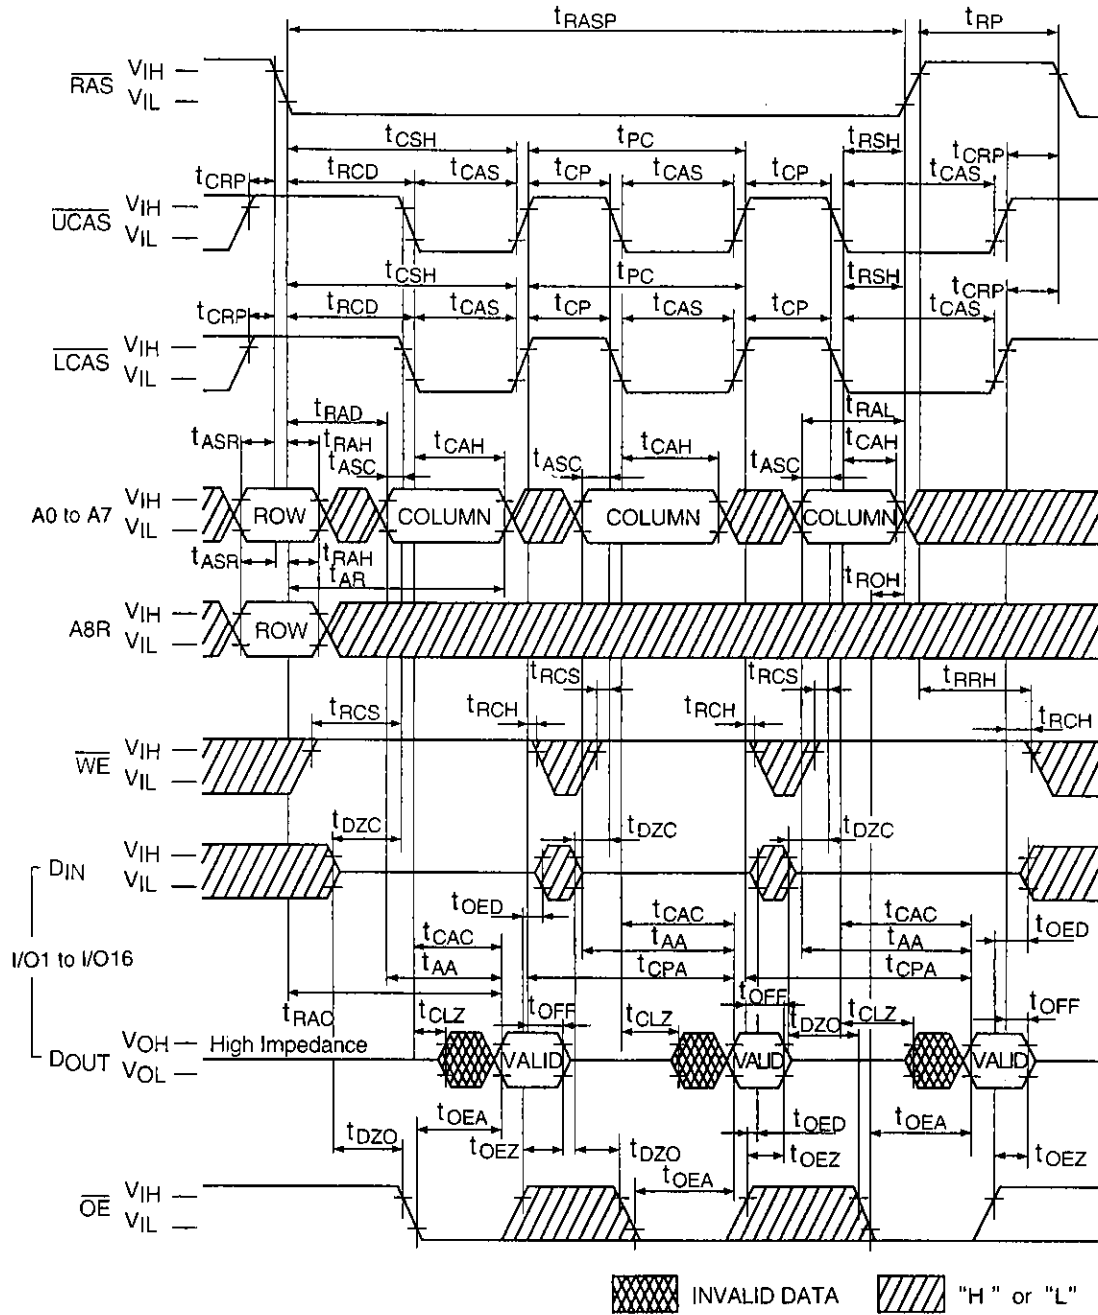 tRASP tRP
RAS VIH
VIL
tCSH tPC tRSH
tCRP tRCD tCAS tCP tCAS tCP tCAS tCRP
UCAS VIH
VIL
tCSH tPC tRSH
tCRP tRCD tCAS tCP tCAS tCP tCAS tCRP
LCAS VIH
VIL
tRAD tRAL
tASR tRAH tCAH tCAH tCAH
tASC tASC tASC
A0 to A7 VIH
VIL
ROW COLUMN COLUMN COLUMN
tASR tRAH
tAR tROH
A8R VIH
VIL
ROW
tRCS tRCS tRRH
tRCS tRCH tRCH tRCH
WE VIH
VIL
tDZC tDZC tDZC
DIN VIH
VIL
tOED tCAC tCAC tOED
tCAC tAA tAA
I/O1 to I/O16
tAA tCPA tCPA
tRAC tOFF tOFF tOFF
tCLZ tCLZ tDZO tCLZ
DOUT VOH
VOL
High Impedance VALID VALID VALID
tOEA tOED tOEA
tDZO tOEZ tDZO tOEZ tOEZ
tOEA
OE VIH
VIL
INVALID DATA "H" or "L"